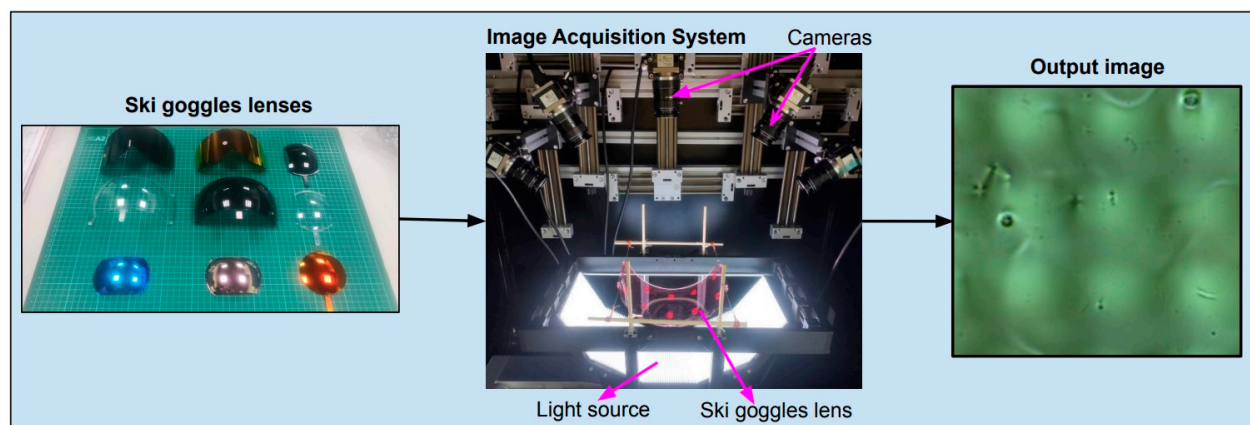 Image Acquisition System
Cameras
Output image
Ski goggles lenses
Light source
Ski goggles lens